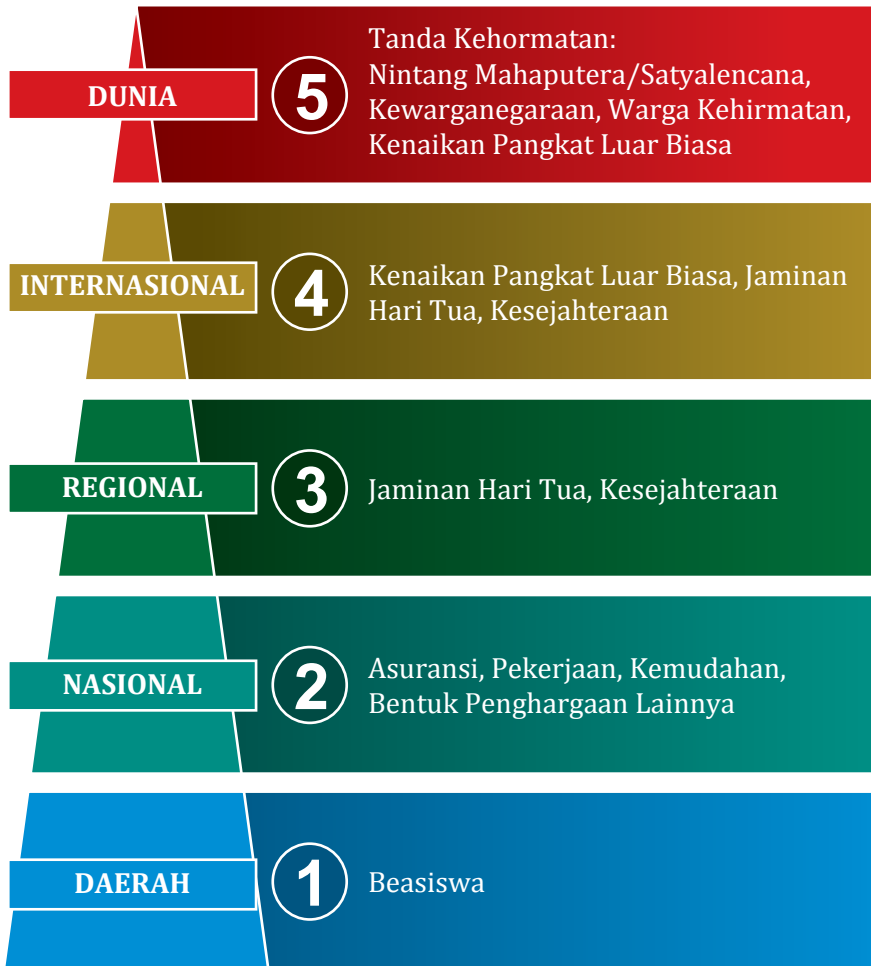 DUNIA
5
Tanda Kehormatan:
Nintang Mahaputera/Satyalencana,
Kewarganegaraan, Warga Kehirmatan,
Kenaikan Pangkat Luar Biasa
INTERNASIONAL
4
Kenaikan Pangkat Luar Biasa, Jaminan
Hari Tua, Kesejahteraan
REGIONAL
3
Jaminan Hari Tua, Kesejahteraan
NASIONAL
2
Asuransi, Pekerjaan, Kemudahan,
Bentuk Penghargaan Lainnya
DAERAH
1
Beasiswa